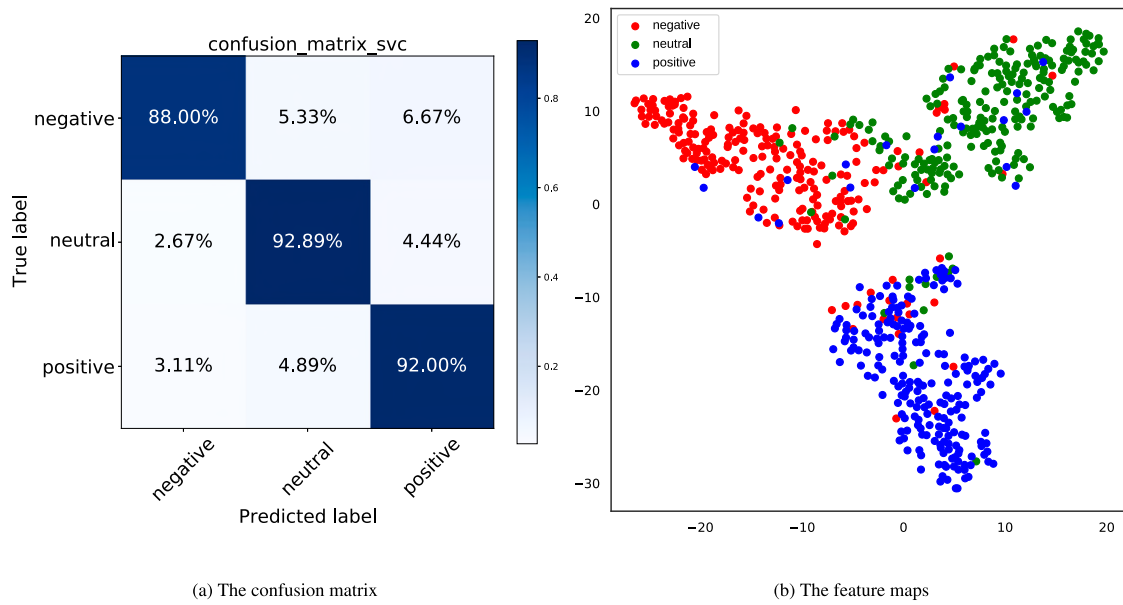 confusion_matrix_svc
True label
negative
88.00%
5.33%
6.67%
neutral
2.67%
92.89%
4.44%
positive
3.11%
4.89%
92.00%
negative
neutral
positive
Predicted label
0.8
0.6
0.4
0.2
(a) The confusion matrix
negative
neutral
positive
20
10
0
−10
−20
−30
−20
−10
0
10
20
(b) The feature maps